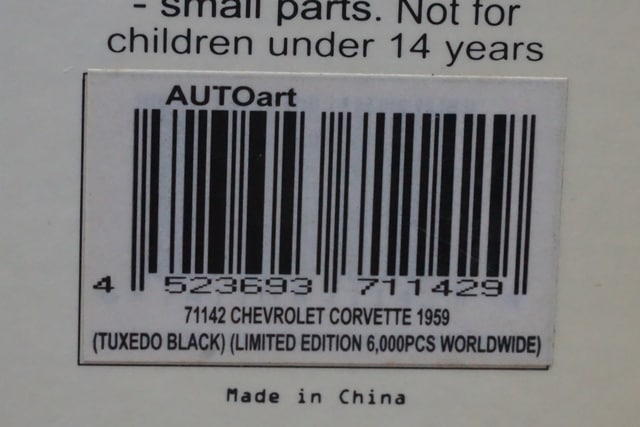 - small parts. Not for
children under 14 years
AUTOart
4 523693 711429
71142 CHEVROLET CORVETTE 1959
(TUXEDO BLACK) (LIMITED EDITION 6,000PCS WORLDWIDE)
Made in China